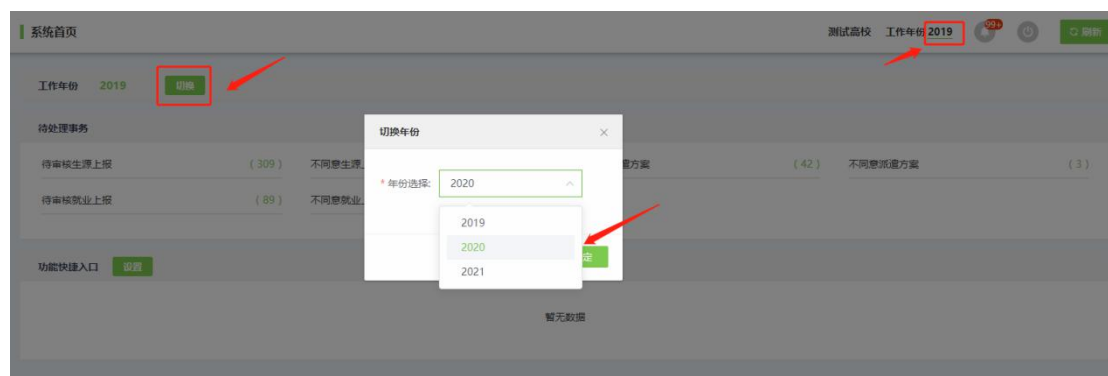 系统首页
测试高校 工作年份 2019 99+ 刷新
工作年份 2019 切换
待处理事务
切换年份
待审核生源上报 (309) 不同意生源 遣方案 (42) 不同意派遣方案 (3)
* 年份选择: 2020
待审核就业上报 (89) 不同意就业
2019
2020
定
2021
功能快捷入口 设置
暂无数据